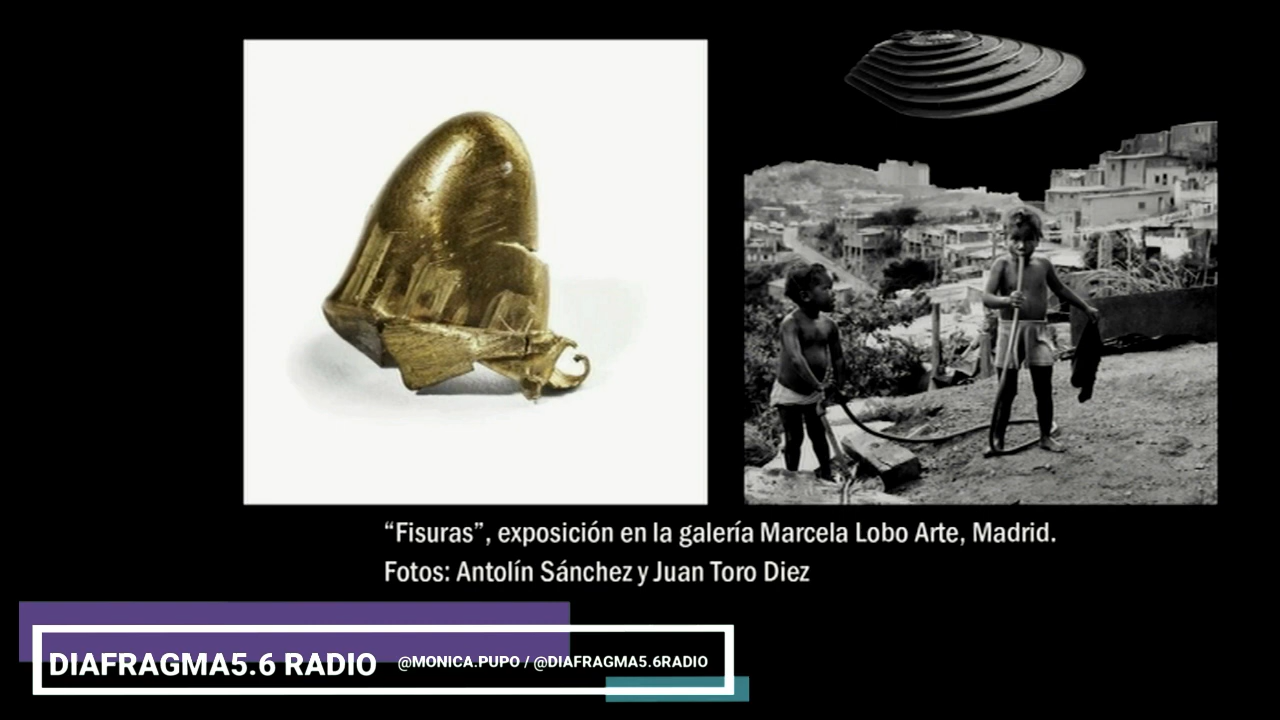 “Fisuras”, exposición en la galería Marcela Lobo Arte, Madrid.
Fotos: Antolín Sánchez y Juan Toro Diez
DIAFRAGMA5.6 RADIO @MONICA.PUPO / @DIAFRAGMA5.6RADIO